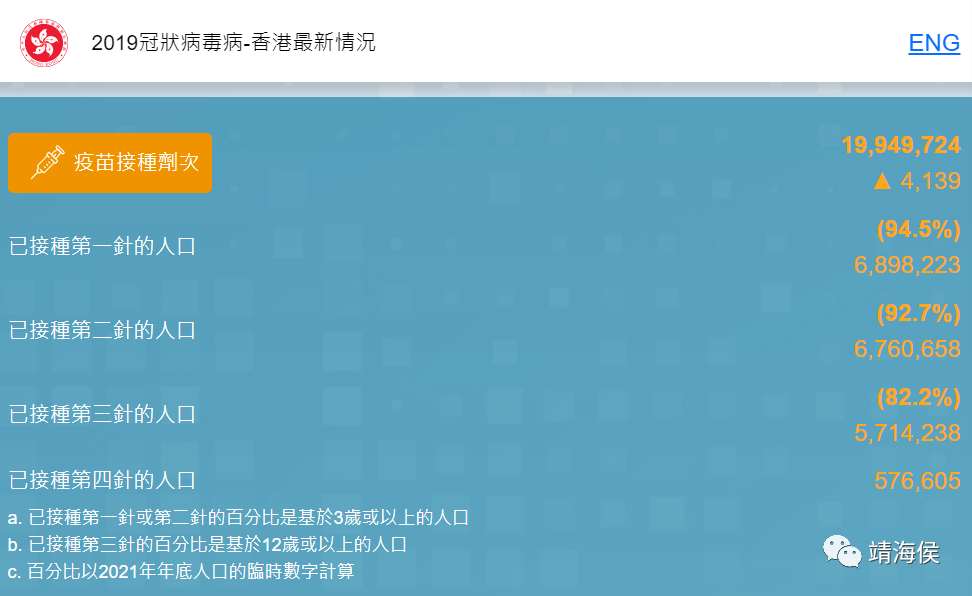 2019冠狀病毒病-香港最新情況
ENG
疫苗接種劑次
19,949,724
▲ 4,139
已接種第一針的人口
(94.5%)
6,898,223
已接種第二針的人口
(92.7%)
6,760,658
已接種第三針的人口
(82.2%)
5,714,238
已接種第四針的人口
576,605
a. 已接種第一針或第二針的百分比是基於3歲或以上的人口
b. 已接種第三針的百分比是基於12歲或以上的人口
c. 百分比以2021年年底人口的臨時數字計算
靖海侯